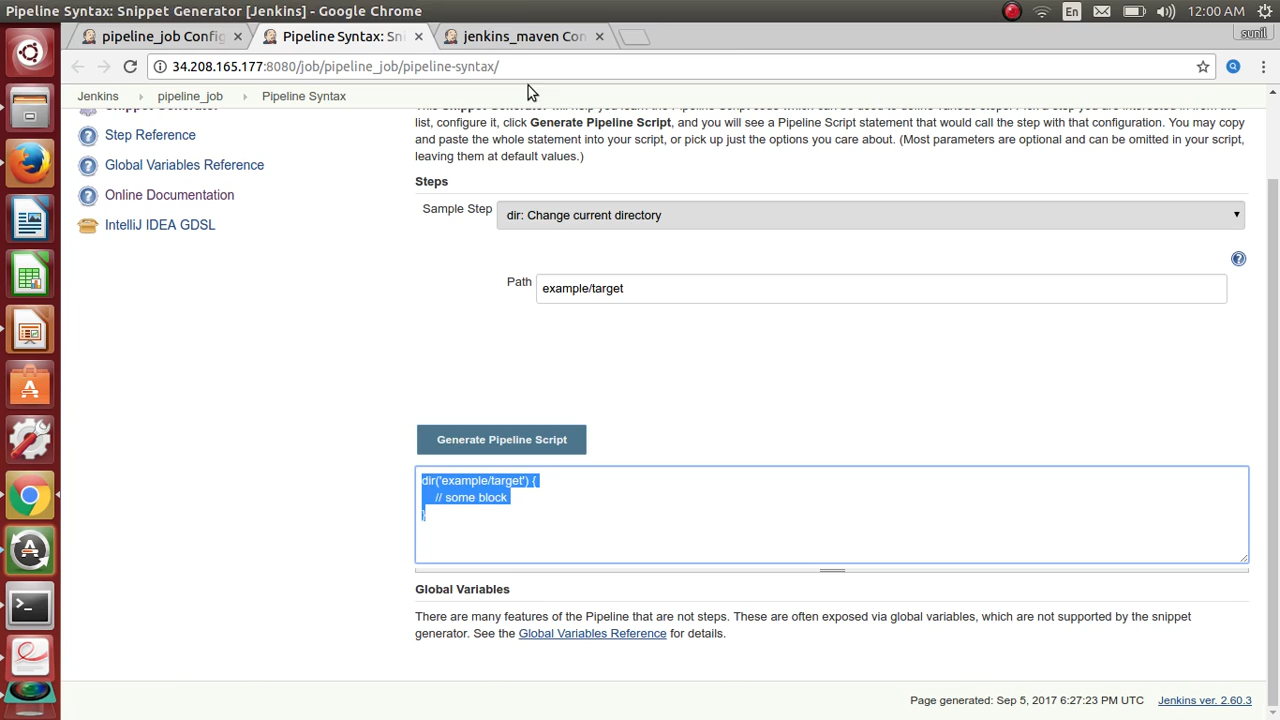 Pipeline Syntax: Snippet Generator [Jenkins] - Google Chrome
En
12:00 AM
pipeline_job Config ×
Pipeline Syntax: Sni ×
jenkins_maven Con ×
sunil
34.208.165.177:8080/job/pipeline_job/pipeline-syntax/
Jenkins
pipeline_job
Pipeline Syntax
Snippet Generator
Step Reference
Global Variables Reference
Online Documentation
IntelliJ IDEA GDSL
list, configure it, click Generate Pipeline Script, and you will see a Pipeline Script statement that would call the step with that configuration. You may copy
and paste the whole statement into your script, or pick up just the options you care about. (Most parameters are optional and can be omitted in your script,
leaving them at default values.)
Steps
Sample Step
dir: Change current directory
Path
example/target
Generate Pipeline Script
dir('example/target') {
// some block
}
Global Variables
There are many features of the Pipeline that are not steps. These are often exposed via global variables, which are not supported by the snippet
generator. See the Global Variables Reference for details.
Page generated: Sep 5, 2017 6:27:23 PM UTC
Jenkins ver. 2.60.3